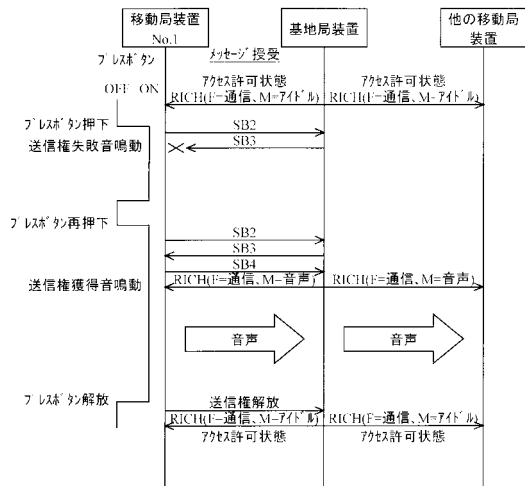 移動局装置
No.1
基地局装置
他の移動局
装置
プレスボタン
メッセージ授受
OFF ON
アクセス許可状態
アクセス許可状態
RICH(F=通信、M=アイドル)
RICH(F=通信、M=アイドル)
プレスボタン押下
SB2
送信権失敗音鳴動
SB3
プレスボタン再押下
SB2
SB3
SB4
送信権獲得音鳴動
RICH(F=通信、M=音声)
RICH(F=通信、M=音声)
音声
音声
プレスボタン解放
送信権解放
RICH(F=通信、M=アイドル)
RICH(F=通信、M=アイドル)
アクセス許可状態
アクセス許可状態